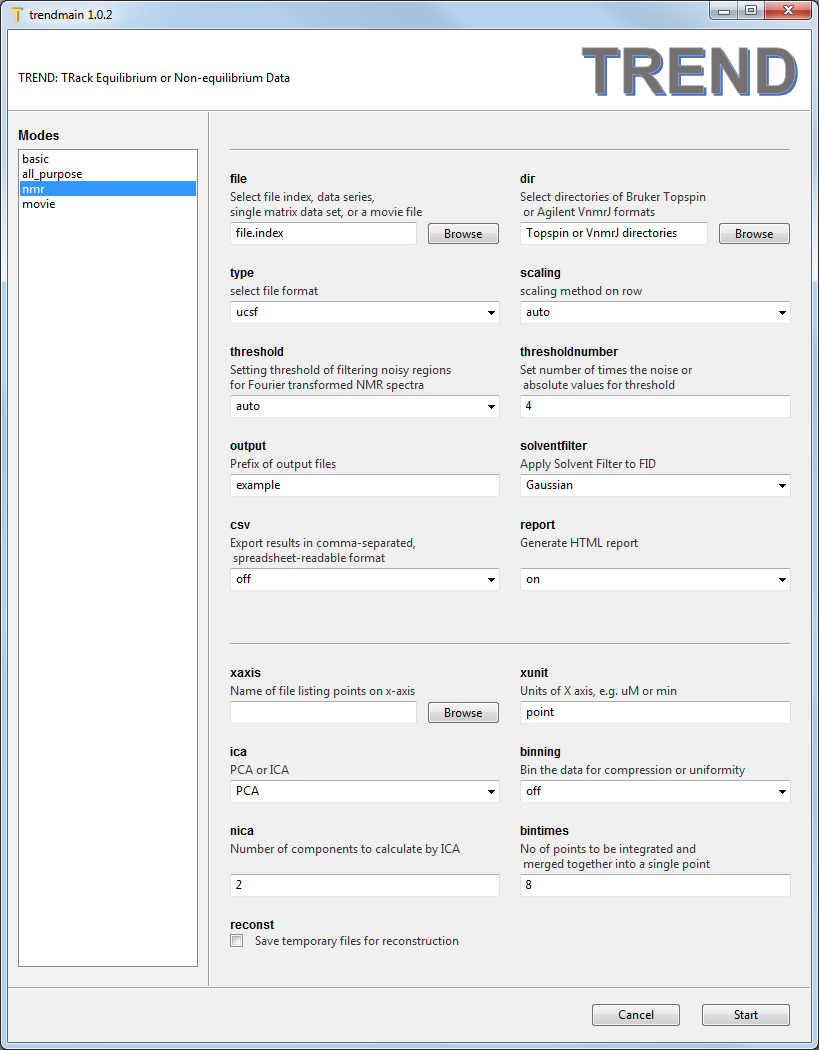 trendmain 1.0.2
TREND: TRack Equilibrium or Non-equilibrium Data
TREND
Modes
basic
all_purpose
nmr
movie
file
Select file index, data series,
single matrix data set, or a movie file
file.index
Browse
dir
Select directories of Bruker Topspin
or Agilent VnmrJ formats
Topspin or VnmrJ directories
Browse
type
select file format
ucsf
scaling
scaling method on row
auto
threshold
Setting threshold of filtering noisy regions
for Fourier transformed NMR spectra
auto
thresholdnumber
Set number of times the noise or
absolute values for threshold
4
output
Prefix of output files
example
solventfilter
Apply Solvent Filter to FID
Gaussian
csv
Export results in comma-separated,
spreadsheet-readable format
off
report
Generate HTML report
on
xaxis
Name of file listing points on x-axis
Browse
xunit
Units of X axis, e.g. uM or min
point
ica
PCA or ICA
PCA
binning
Bin the data for compression or uniformity
off
nica
Number of components to calculate by ICA
2
bintimes
No of points to be integrated and
merged together into a single point
8
reconst
Save temporary files for reconstruction
Cancel
Start